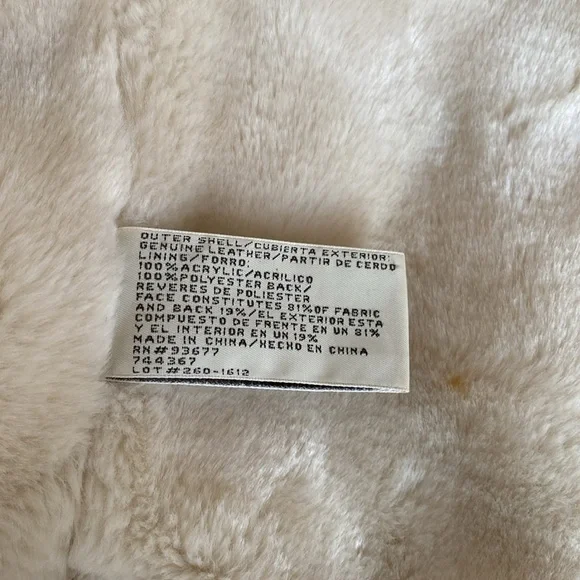 OUTER SHELL/CUBIERTA EXTERIOR:
GENUINE LEATHER/PARTIR DE CERDO
LINING/FORRO:
100%ACRYLIC/ACRILICO
100%POLYESTER BACK/
REVERES DE POLIESTER
FACE CONSTITUTES 81%OF FABRIC
AND BACK 19%/EL EXTERIOR ESTA
COMPUESTO DE FRENTE EN UN 81%
Y EL INTERIOR EN UN 19%
MADE IN CHINA/HECHO EN CHINA
RN#93677
744367
LOT#260-1612